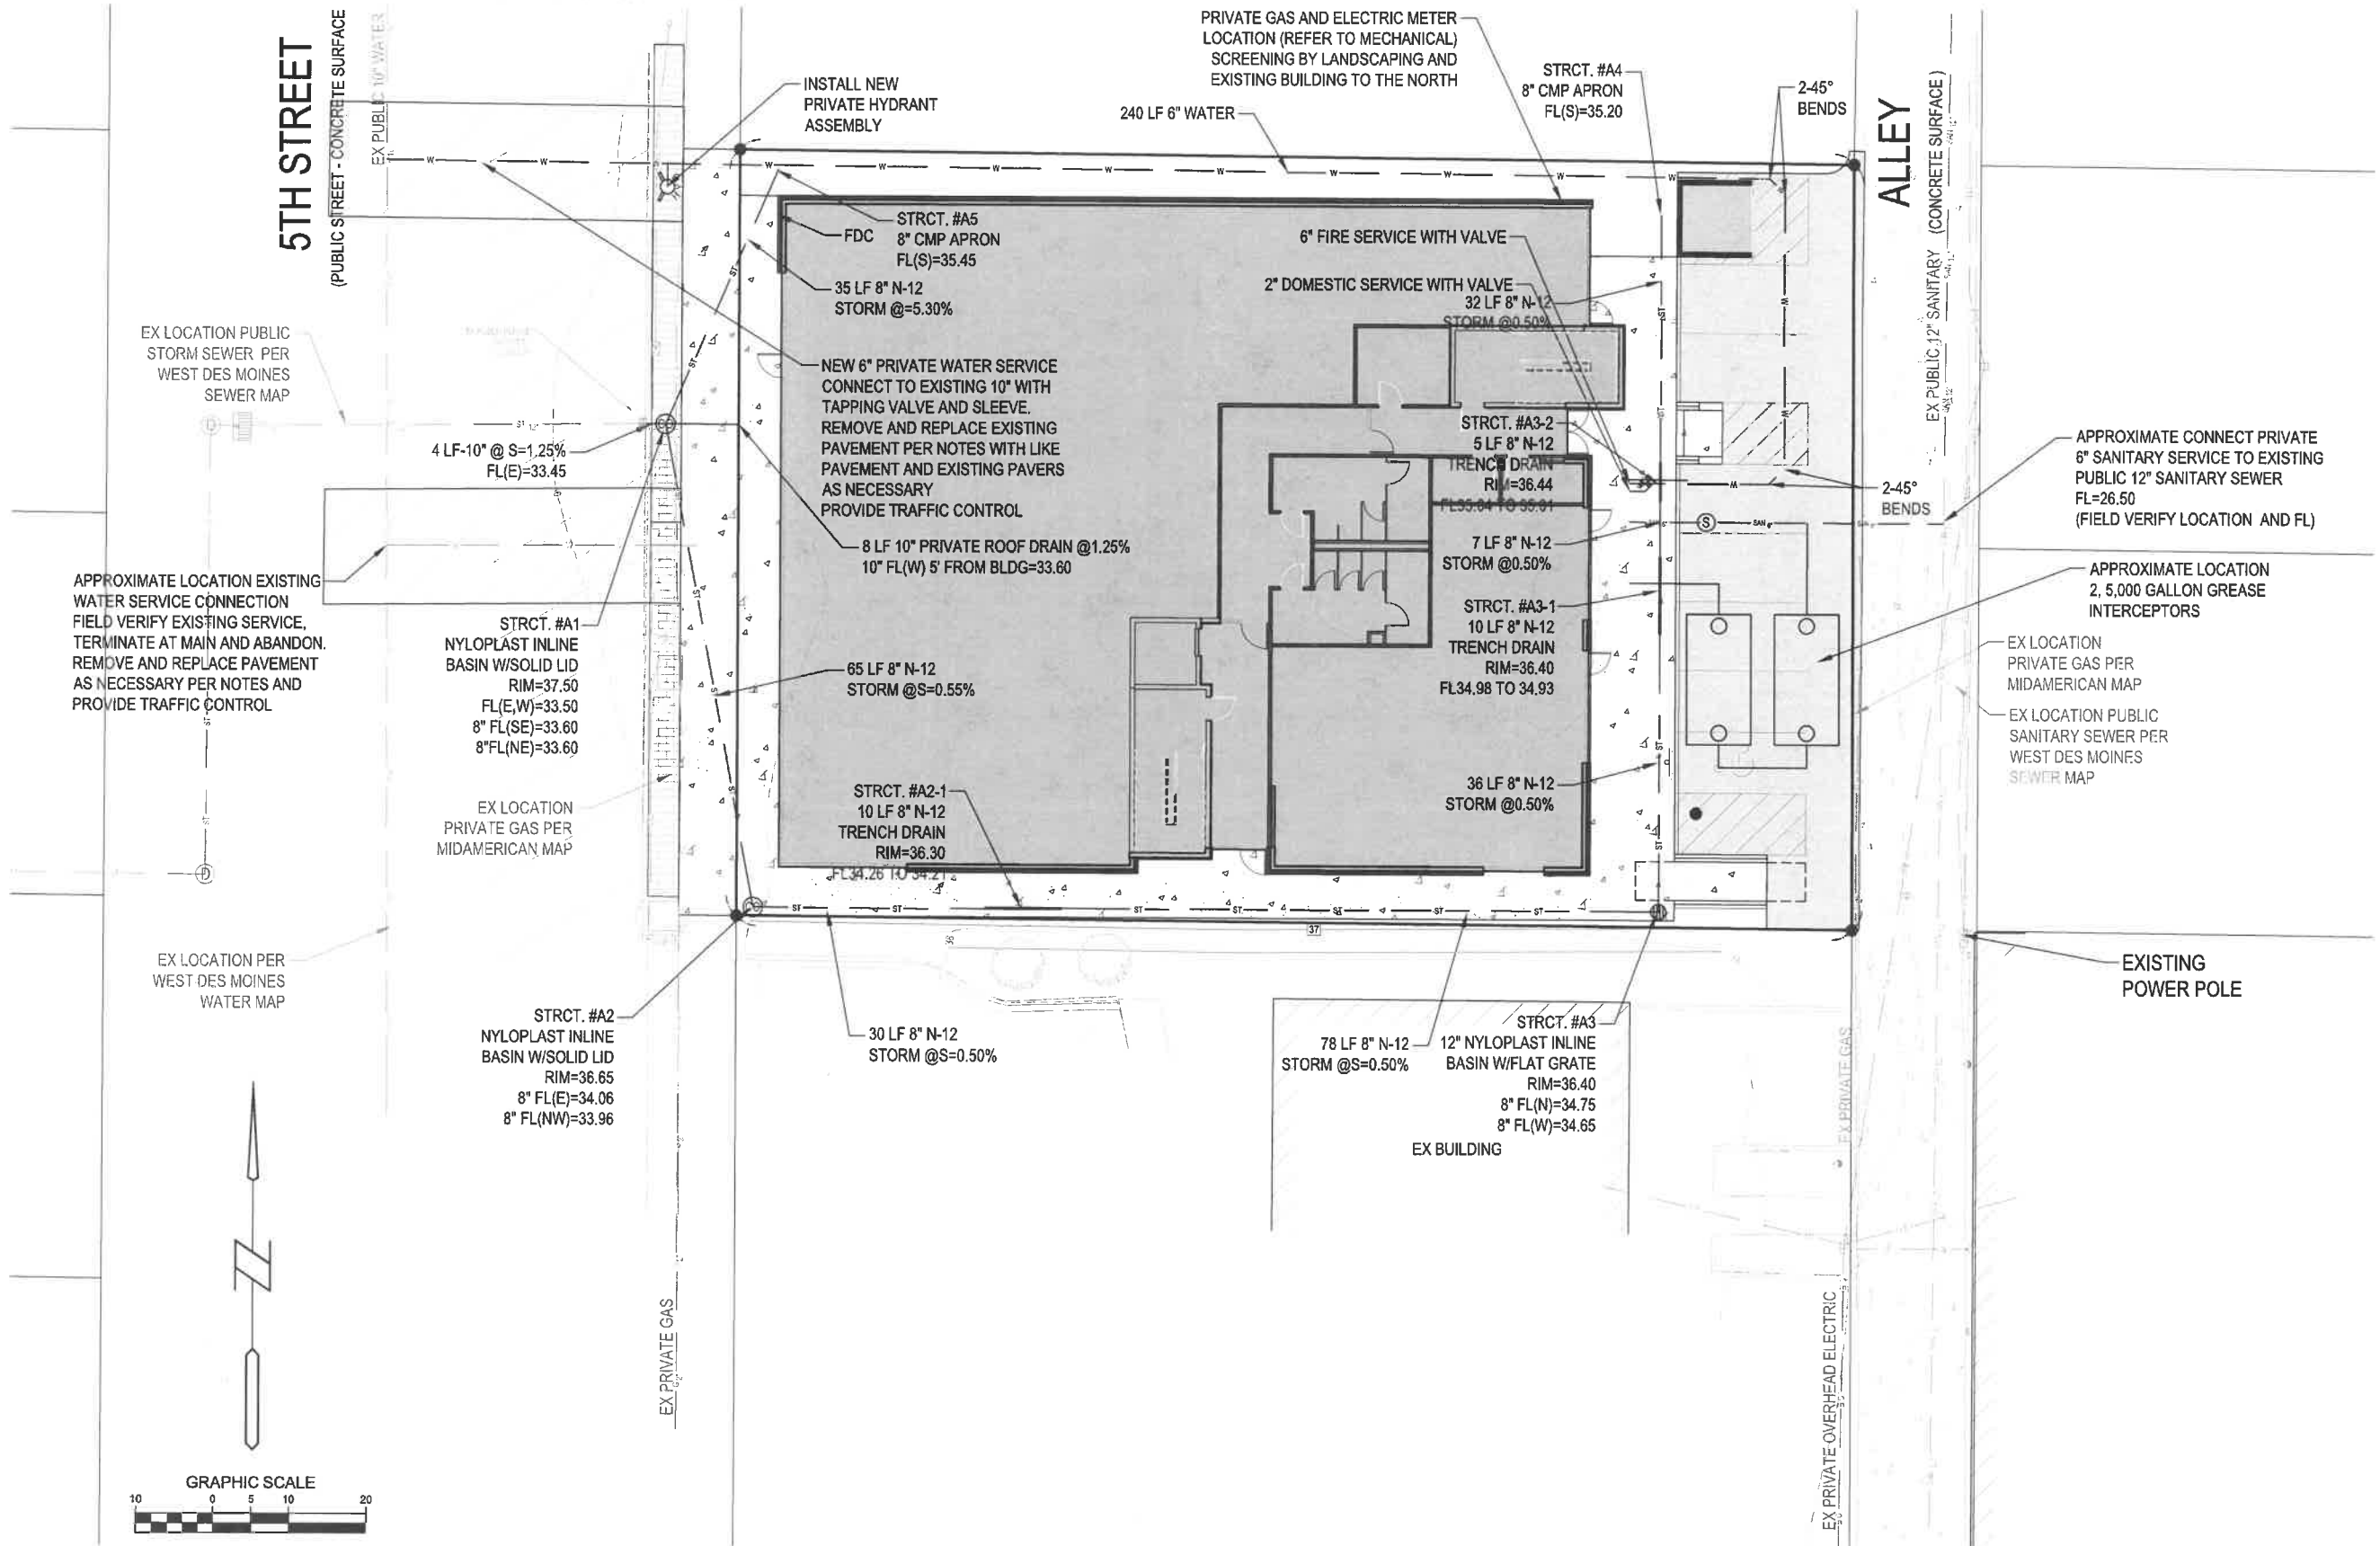 5TH STREET
(PUBLIC STREET - CONCRETE SURFACE
EX PUBLIC 10" WATER
INSTALL NEW
PRIVATE HYDRANT
ASSEMBLY
PRIVATE GAS AND ELECTRIC METER
LOCATION (REFER TO MECHANICAL)
SCREENING BY LANDSCAPING AND
EXISTING BUILDING TO THE NORTH
240 LF 6" WATER
STRCT. #A4
8" CMP APRON
FL(S)=35.20
2-45°
BENDS
ALLEY
(CONCRETE SURFACE)
EX PUBLIC 12" SANITARY
STRCT. #A5
8" CMP APRON
FL(S)=35.45
FDC
35 LF 8" N-12
STORM @=5.30%
6" FIRE SERVICE WITH VALVE
2" DOMESTIC SERVICE WITH VALVE
32 LF 8" N-12
STORM @0.50%
EX LOCATION PUBLIC
STORM SEWER PER
WEST DES MOINES
SEWER MAP
4 LF-10" @ S=1.25%
FL(E)=33.45
NEW 6" PRIVATE WATER SERVICE
CONNECT TO EXISTING 10" WITH
TAPPING VALVE AND SLEEVE.
REMOVE AND REPLACE EXISTING
PAVEMENT PER NOTES WITH LIKE
PAVEMENT AND EXISTING PAVERS
AS NECESSARY
PROVIDE TRAFFIC CONTROL
STRCT. #A3-2
5 LF 8" N-12
TRENCH DRAIN
RIM=36.44
APPROXIMATE CONNECT PRIVATE
6" SANITARY SERVICE TO EXISTING
PUBLIC 12" SANITARY SEWER
FL=26.50
(FIELD VERIFY LOCATION AND FL)
2-45°
BENDS
8 LF 10" PRIVATE ROOF DRAIN @1.25%
10" FL(W) 5' FROM BLDG=33.60
7 LF 8" N-12
STORM @0.50%
S
SAN 6"
APPROXIMATE LOCATION
2, 5,000 GALLON GREASE
INTERCEPTORS
APPROXIMATE LOCATION EXISTING
WATER SERVICE CONNECTION
FIELD VERIFY EXISTING SERVICE,
TERMINATE AT MAIN AND ABANDON.
REMOVE AND REPLACE PAVEMENT
AS NECESSARY PER NOTES AND
PROVIDE TRAFFIC CONTROL
STRCT. #A1
NYLOPLAST INLINE
BASIN W/SOLID LID
RIM=37.50
FL(E,W)=33.50
8" FL(SE)=33.60
8"FL(NE)=33.60
STRCT. #A3-1
10 LF 8" N-12
TRENCH DRAIN
RIM=36.40
FL34.98 TO 34.93
EX LOCATION
PRIVATE GAS PER
MIDAMERICAN MAP
65 LF 8" N-12
STORM @S=0.55%
EX LOCATION PUBLIC
SANITARY SEWER PER
WEST DES MOINES
SEWER MAP
EX LOCATION
PRIVATE GAS PER
MIDAMERICAN MAP
STRCT. #A2-1
10 LF 8" N-12
TRENCH DRAIN
RIM=36.30
FL34.26 TO 34.21
36 LF 8" N-12
STORM @0.50%
37
EX LOCATION PER
WEST DES MOINES
WATER MAP
EXISTING
POWER POLE
STRCT. #A2
NYLOPLAST INLINE
BASIN W/SOLID LID
RIM=36.65
8" FL(E)=34.06
8" FL(NW)=33.96
30 LF 8" N-12
STORM @S=0.50%
78 LF 8" N-12
STORM @S=0.50%
STRCT. #A3
12" NYLOPLAST INLINE
BASIN W/FLAT GRATE
RIM=36.40
8" FL(N)=34.75
8" FL(W)=34.65
EX BUILDING
EX PRIVATE GAS
EX PRIVATE GAS
EX PRIVATE OVERHEAD ELECTRIC
GRAPHIC SCALE
10 0 5 10 20